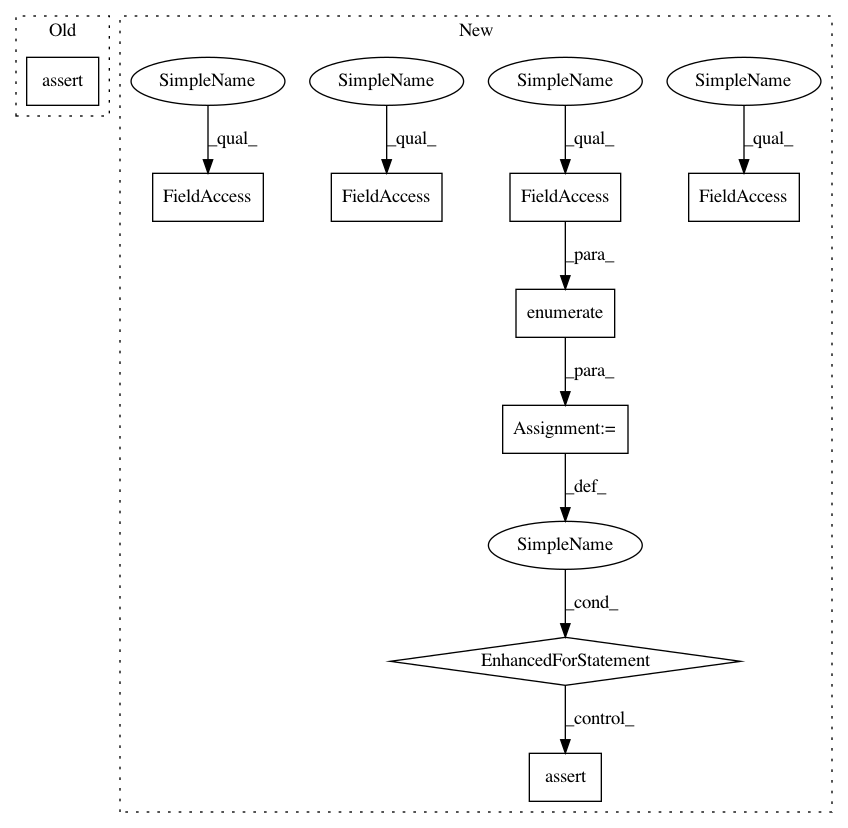 Old
New
assert
SimpleName
SimpleName
SimpleName
SimpleName
_qual_
_qual_
_qual_
_qual_
FieldAccess
FieldAccess
FieldAccess
FieldAccess
_para_
enumerate
_para_
Assignment:=
_def_
SimpleName
_cond_
EnhancedForStatement
_control_
assert